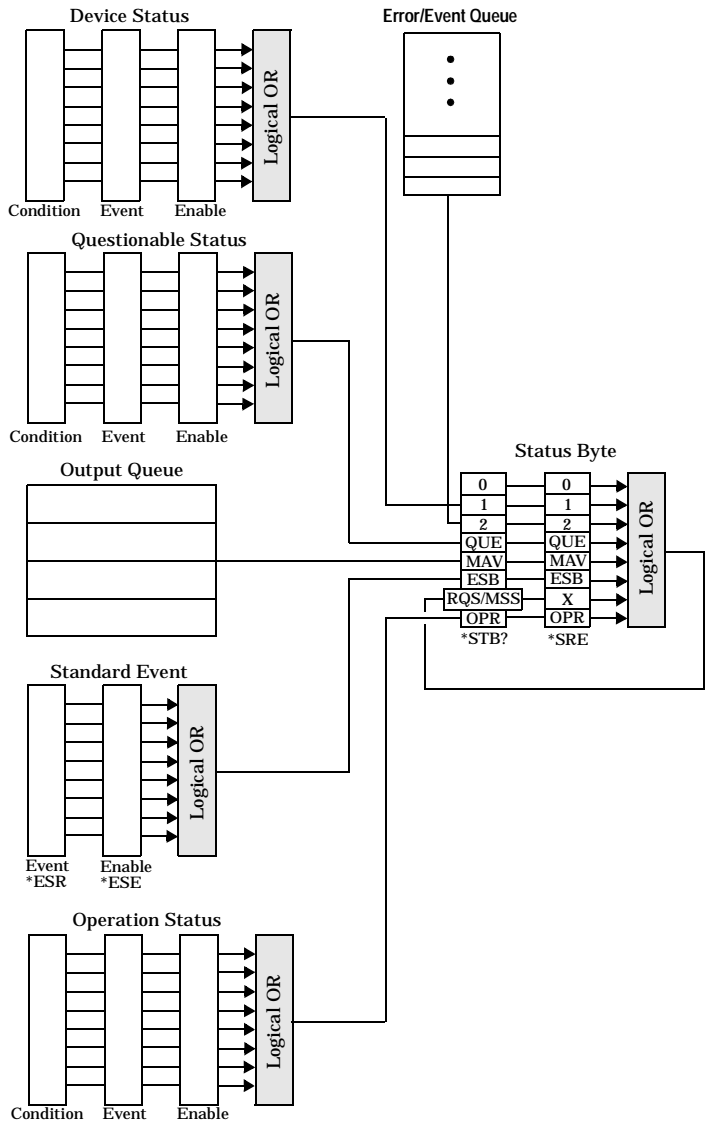 Device Status
Logical OR
Condition Event Enable
Error/Event Queue
Questionable Status
Logical OR
Condition Event Enable
Output Queue
Status Byte
0 0
1 1
2 2
QUE QUE
MAV MAV
ESB ESB
RQS/MSS X
OPR OPR
*STB? *SRE
Logical OR
Standard Event
Logical OR
Event Enable
*ESR *ESE
Operation Status
Logical OR
Condition Event Enable